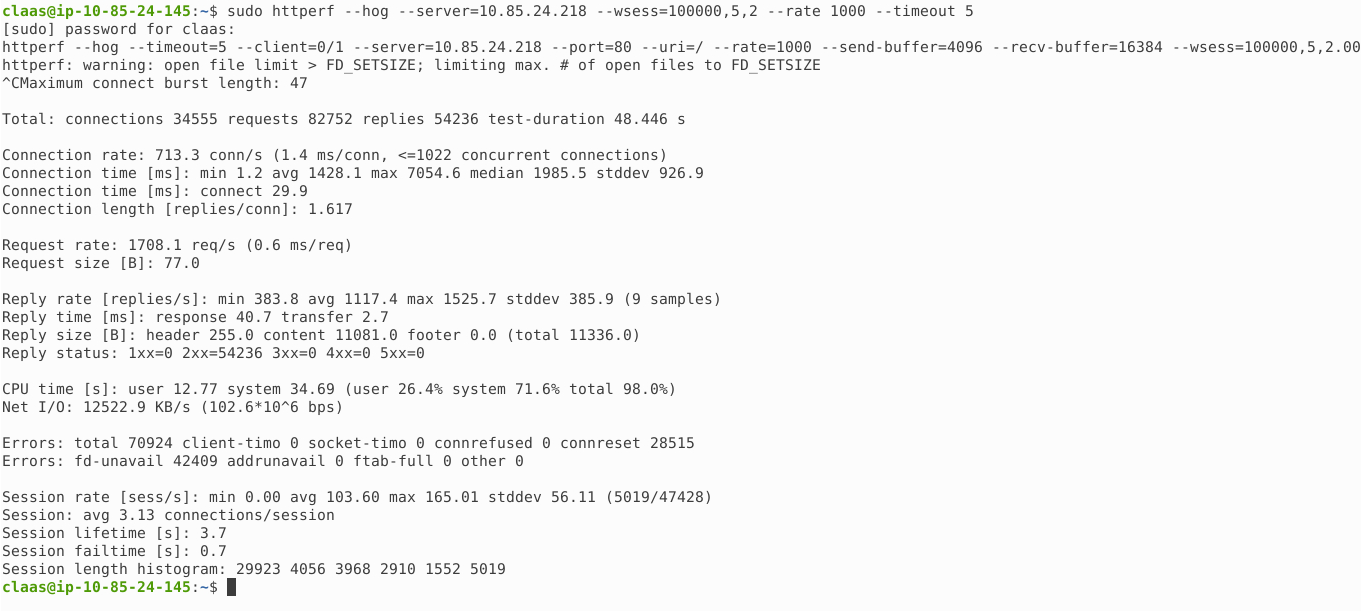 claas@ip-10-85-24-145:~$ sudo httperf --hog --server=10.85.24.218 --wsess=100000,5,2 --rate 1000 --timeout 5
[sudo] password for claas:
httperf --hog --timeout=5 --client=0/1 --server=10.85.24.218 --port=80 --uri=/ --rate=1000 --send-buffer=4096 --recv-buffer=16384 --wsess=100000,5,2.00
httperf: warning: open file limit > FD_SETSIZE; limiting max. # of open files to FD_SETSIZE
^CMaximum connect burst length: 47

Total: connections 34555 requests 82752 replies 54236 test-duration 48.446 s

Connection rate: 713.3 conn/s (1.4 ms/conn, <=1022 concurrent connections)
Connection time [ms]: min 1.2 avg 1428.1 max 7054.6 median 1985.5 stddev 926.9
Connection time [ms]: connect 29.9
Connection length [replies/conn]: 1.617

Request rate: 1708.1 req/s (0.6 ms/req)
Request size [B]: 77.0

Reply rate [replies/s]: min 383.8 avg 1117.4 max 1525.7 stddev 385.9 (9 samples)
Reply time [ms]: response 40.7 transfer 2.7
Reply size [B]: header 255.0 content 11081.0 footer 0.0 (total 11336.0)
Reply status: 1xx=0 2xx=54236 3xx=0 4xx=0 5xx=0

CPU time [s]: user 12.77 system 34.69 (user 26.4% system 71.6% total 98.0%)
Net I/O: 12522.9 KB/s (102.6*10^6 bps)

Errors: total 70924 client-timo 0 socket-timo 0 connrefused 0 connreset 28515
Errors: fd-unavail 42409 addrunavail 0 ftab-full 0 other 0

Session rate [sess/s]: min 0.00 avg 103.60 max 165.01 stddev 56.11 (5019/47428)
Session: avg 3.13 connections/session
Session lifetime [s]: 3.7
Session failtime [s]: 0.7
Session length histogram: 29923 4056 3968 2910 1552 5019
claas@ip-10-85-24-145:~$